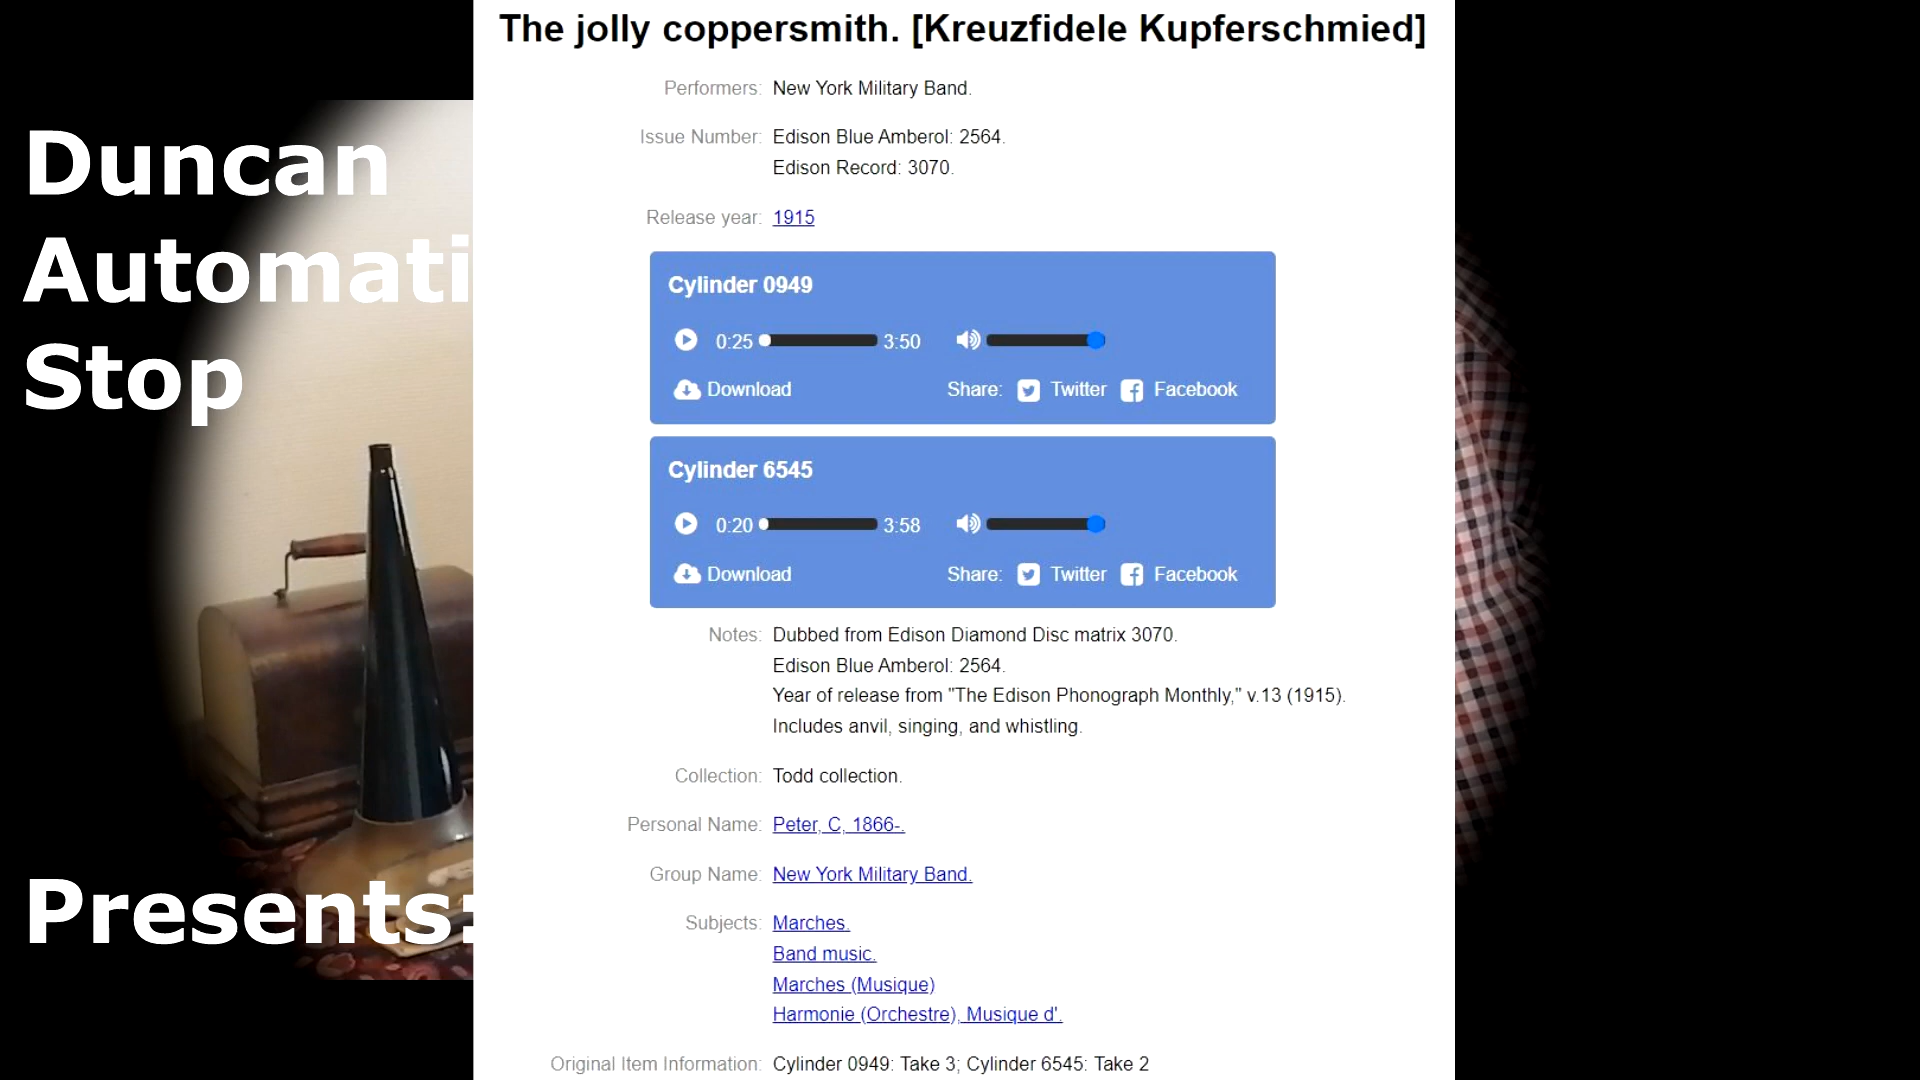 The jolly coppersmith. [Kreuzfidele Kupferschmied]
Performers: New York Military Band.
Issue Number: Edison Blue Amberol: 2564.
Edison Record: 3070.
Release year: 1915
Cylinder 0949
0:25 3:50
Download Share: Twitter Facebook
Cylinder 6545
0:20 3:58
Download Share: Twitter Facebook
Notes: Dubbed from Edison Diamond Disc matrix 3070.
Edison Blue Amberol: 2564.
Year of release from "The Edison Phonograph Monthly," v.13 (1915).
Includes anvil, singing, and whistling.
Collection: Todd collection.
Personal Name: Peter, C, 1866-.
Group Name: New York Military Band.
Subjects: Marches.
Band music.
Marches (Musique)
Harmonie (Orchestre), Musique d'.
Original Item Information: Cylinder 0949: Take 3; Cylinder 6545: Take 2
Duncan
Automati
Stop
Presents: